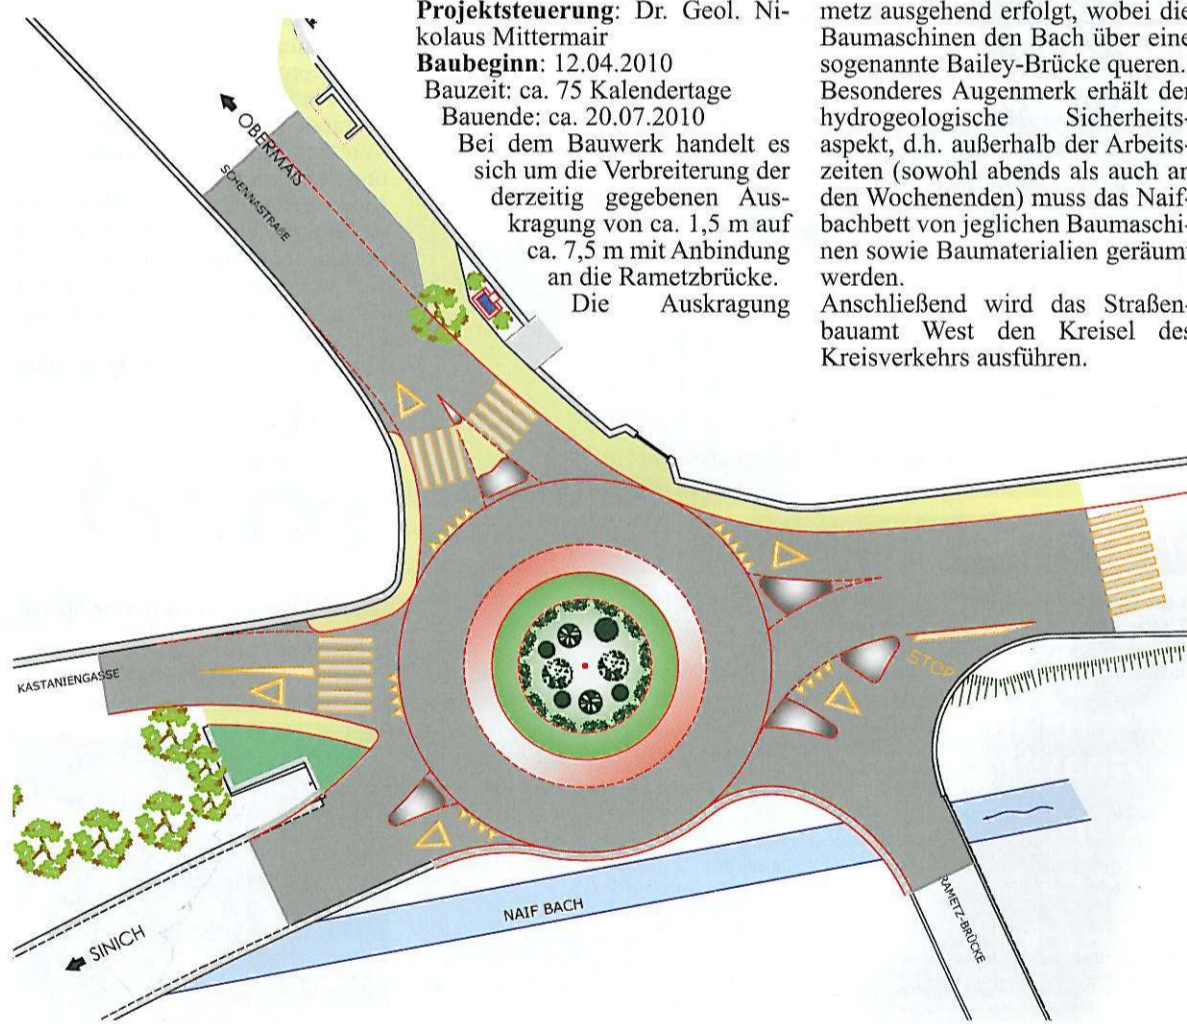 Projektsteuerung: Dr. Geol. Ni-
kolaus Mittermair
Baubeginn: 12.04.2010
Bauzeit: ca. 75 Kalendertage
Bauende: ca. 20.07.2010
Bei dem Bauwerk handelt es
sich um die Verbreiterung der
derzeitig gegebenen Aus-
kragung von ca. 1,5 m auf
ca. 7,5 m mit Anbindung
an die Rametzbrücke.
Die Auskragung
metz ausgehend erfolgt, wobei die
Baumaschinen den Bach über eine
sogenannte Bailey-Brücke queren.
Besonderes Augenmerk erhält der
hydrogeologische Sicherheits-
aspekt, d.h. außerhalb der Arbeits-
zeiten (sowohl abends als auch an
den Wochenenden) muss das Naif-
bachbett von jeglichen Baumaschi-
nen sowie Baumaterialien geräumt
werden.
Anschließend wird das Straßen-
bauamt West den Kreisel des
Kreisverkehrs ausführen.
OBERMAIS
SCHENNASTRAßE
KASTANIENGASSE
STOP
NAIF BACH
RAMETZ-BRÜCKE
SINICH